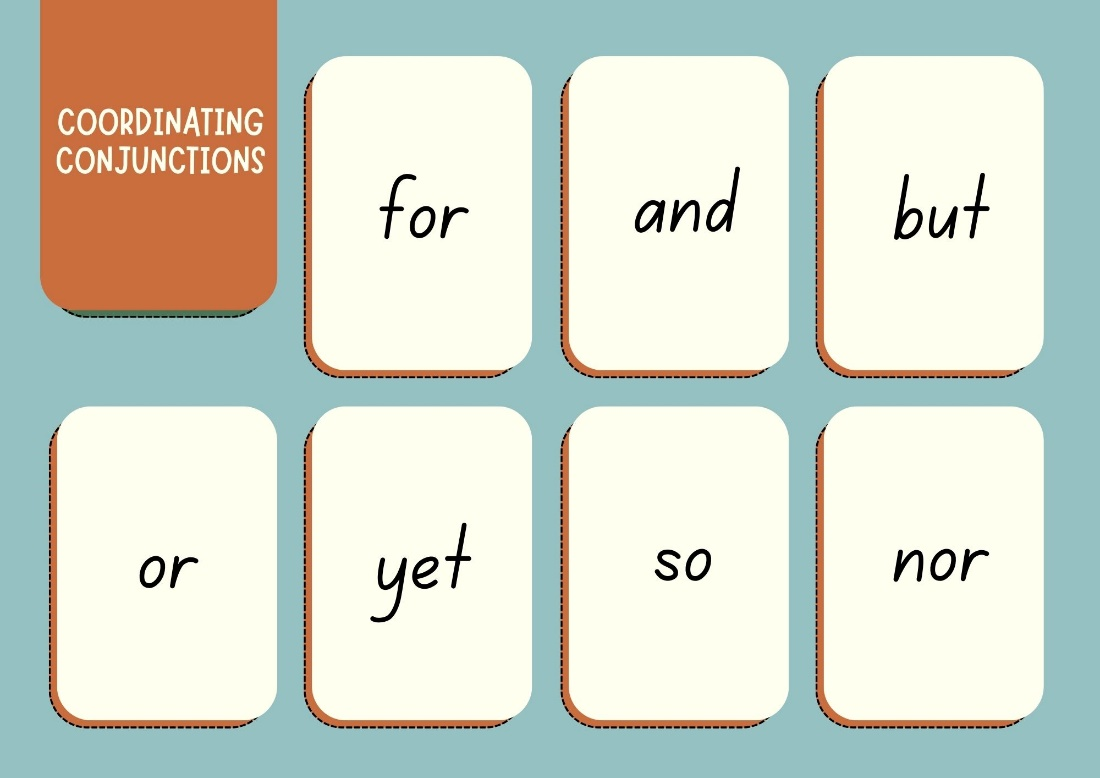 COORDINATING
CONJUNCTIONS
for
and
but
or
yet
so
nor